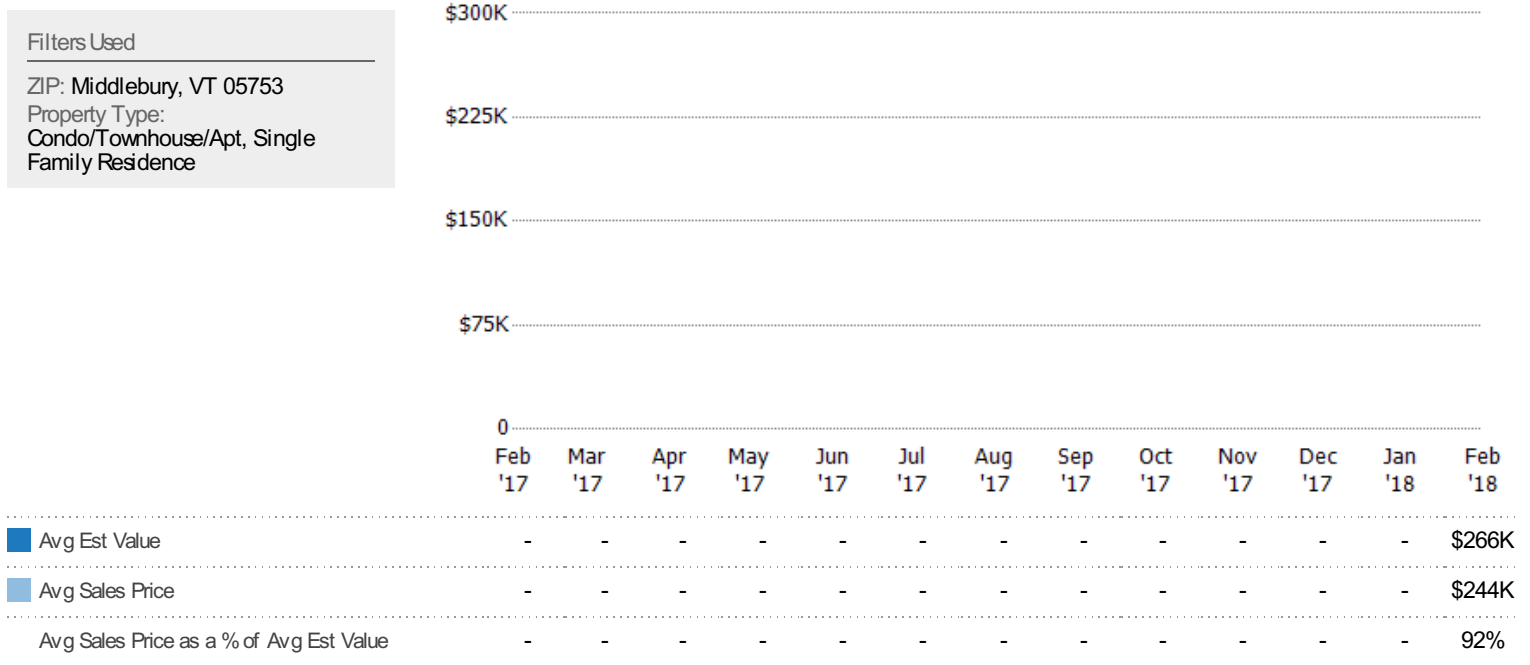 Filters Used
ZIP: Middlebury, VT 05753
Property Type:
Condo/Townhouse/Apt, Single
Family Residence
$300K
$225K
$150K
$75K
0
Feb Mar Apr May Jun Jul Aug Sep Oct Nov Dec Jan Feb
'17 '17 '17 '17 '17 '17 '17 '17 '17 '17 '17 '18 '18
Avg Est Value - - - - - - - - - - - - $266K
Avg Sales Price - - - - - - - - - - - - $244K
Avg Sales Price as a % of Avg Est Value - - - - - - - - - - - - 92%